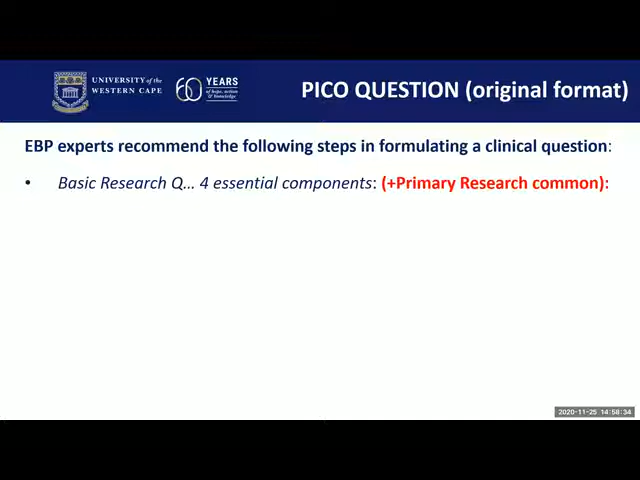 UNIVERSITY of the
WESTERN CAPE
60 YEARS
of hope, action
& knowledge
PICO QUESTION (original format)
EBP experts recommend the following steps in formulating a clinical question:
• Basic Research Q... 4 essential components: (+Primary Research common):
2020-11-25 14:58:34